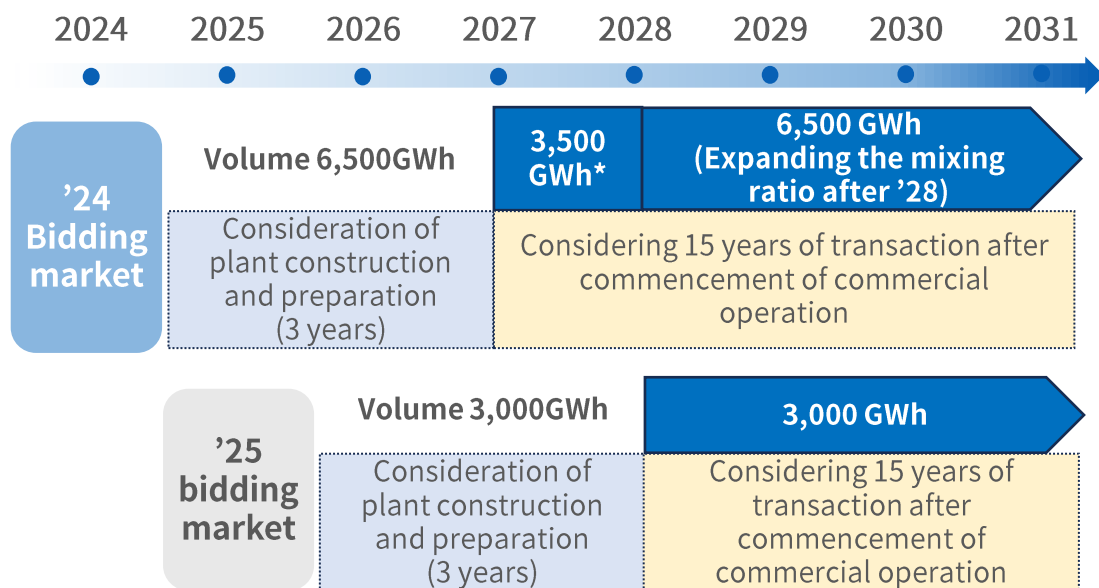 2024 2025 2026 2027 2028 2029 2030 2031
’24
Bidding
market
Volume 6,500GWh
3,500
GWh*
6,500 GWh
(Expanding the mixing
ratio after ’28)
Consideration of
plant construction
and preparation
(3 years)
Considering 15 years of transaction after
commencement of commercial
operation
’25
bidding
market
Volume 3,000GWh
3,000 GWh
Consideration of
plant construction
and preparation
(3 years)
Considering 15 years of
transaction after
commencement of
commercial operation